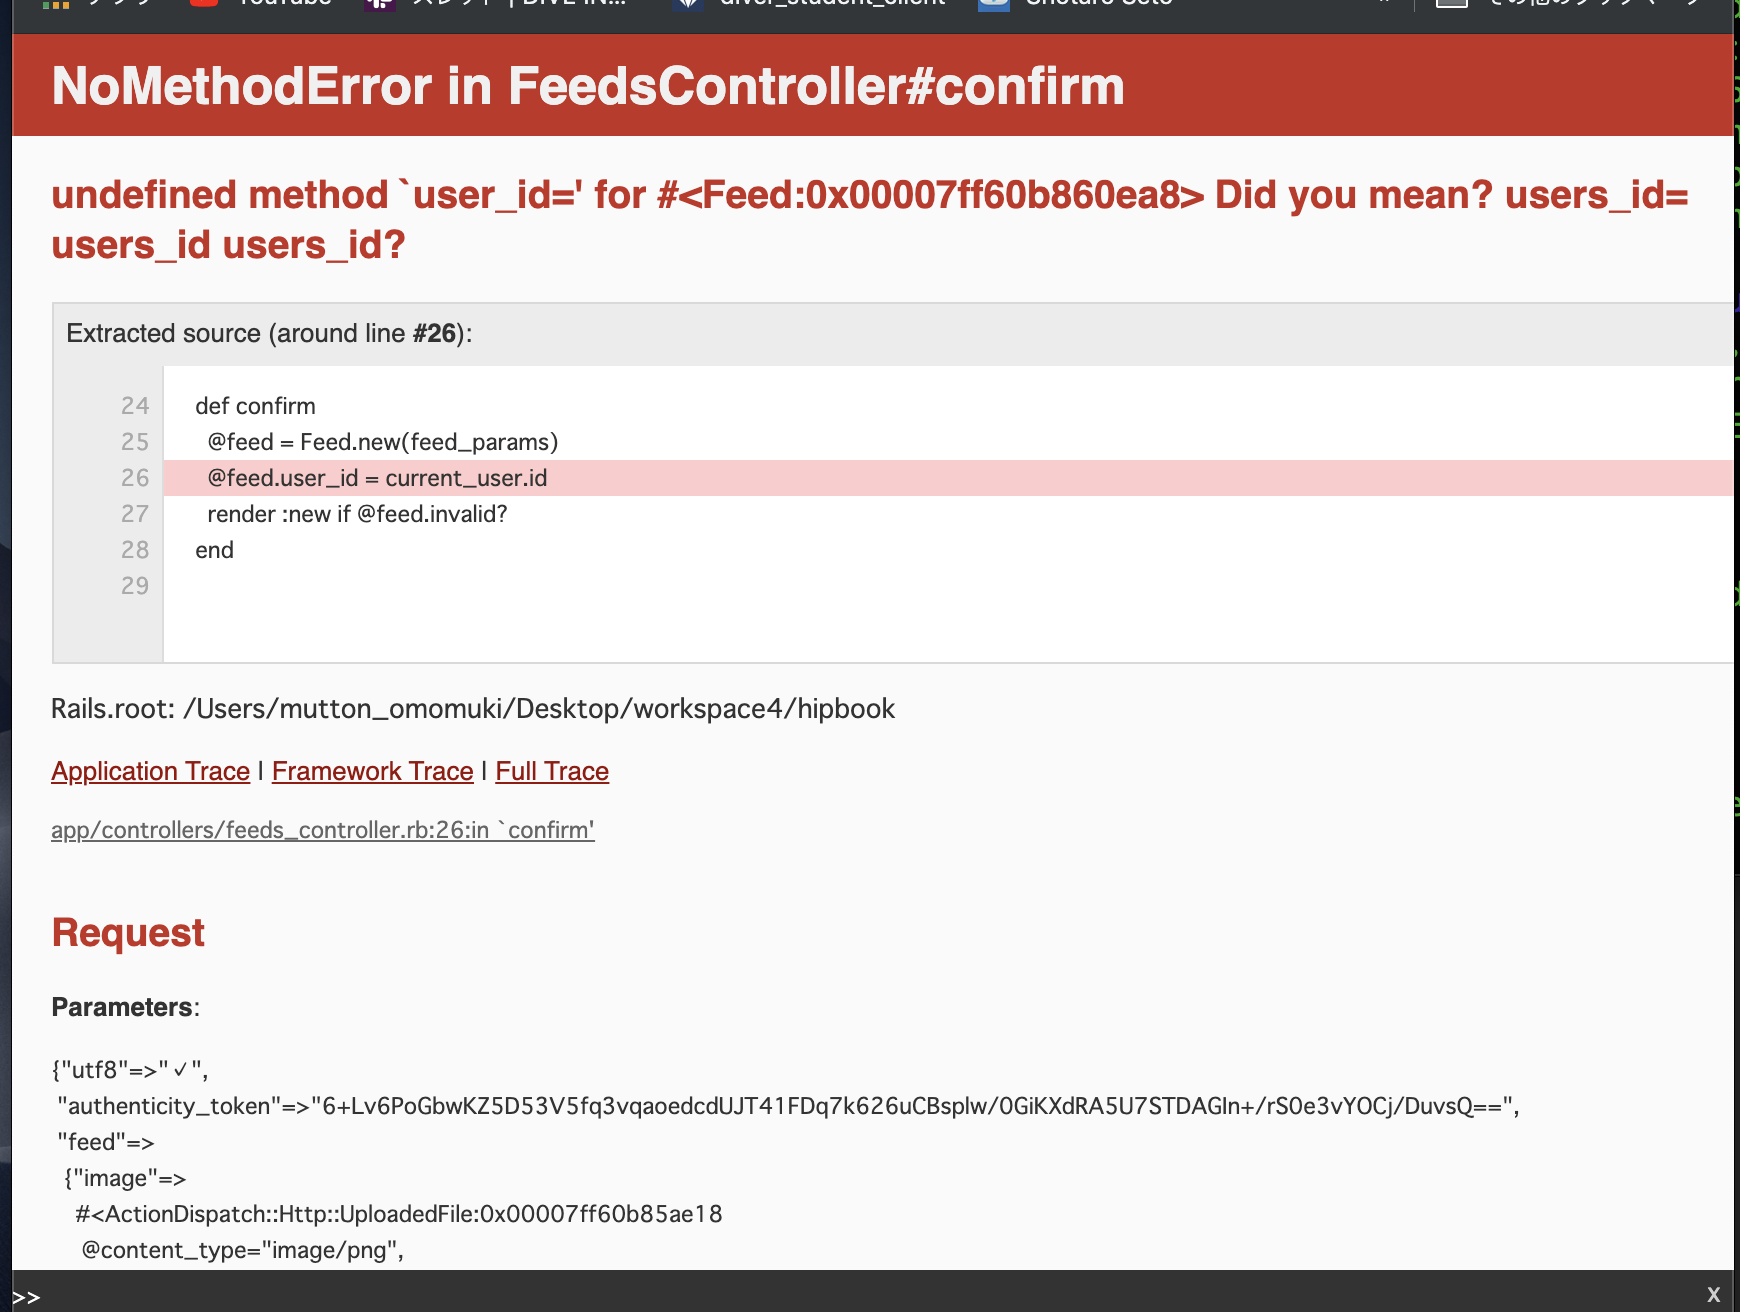 YouTube
DIVE IN...
diver_student_client
NoMethodError in FeedsController#confirm
undefined method `user_id=' for #<Feed:0x00007ff60b860ea8> Did you mean? users_id=
users_id users_id?
Extracted source (around line #26):
24 def confirm
25 @feed = Feed.new(feed_params)
26 @feed.user_id = current_user.id
27 render :new if @feed.invalid?
28 end
29
Rails.root: /Users/mutton_omomuki/Desktop/workspace4/hipbook
Application Trace | Framework Trace | Full Trace
app/controllers/feeds_controller.rb:26:in `confirm'
Request
Parameters:
{"utf8"=>"✓",
"authenticity_token"=>"6+Lv6PoGbwKZ5D53V5fq3vqaoedcdUJT41FDq7k626uCBsplw/0GiKXdRA5U7STDAGIn+/rS0e3vYOCj/DuvsQ==",
"feed"=>
{"image"=>
#<ActionDispatch::Http::UploadedFile:0x00007ff60b85ae18
@content_type="image/png",
>>
X